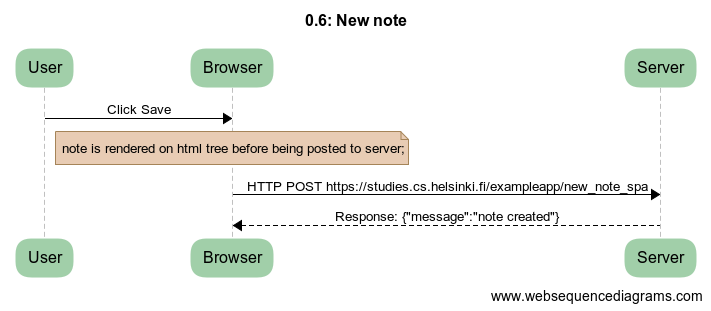 0.6: New note
User
Browser
Server
Click Save
note is rendered on html tree before being posted to server;
HTTP POST https://studies.cs.helsinki.fi/exampleapp/new_note_spa
Response: {"message":"note created"}
User
Browser
Server
www.websequencediagrams.com